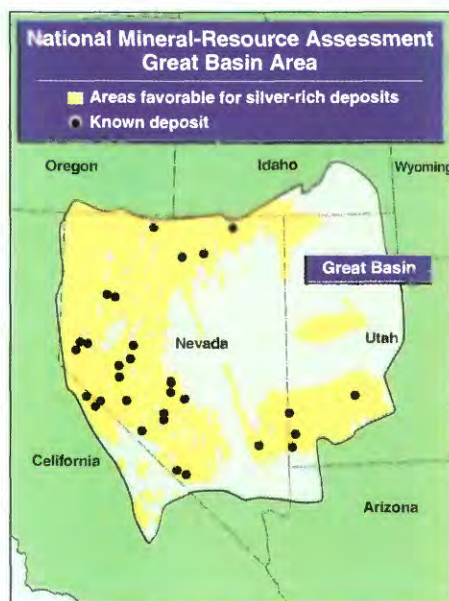 National Mineral-Resource Assessment
Great Basin Area
Areas favorable for silver-rich deposits
Known deposit
Oregon
Idaho
Wyoming
Great Basin
Nevada
Utah
Celifornia
Arizona